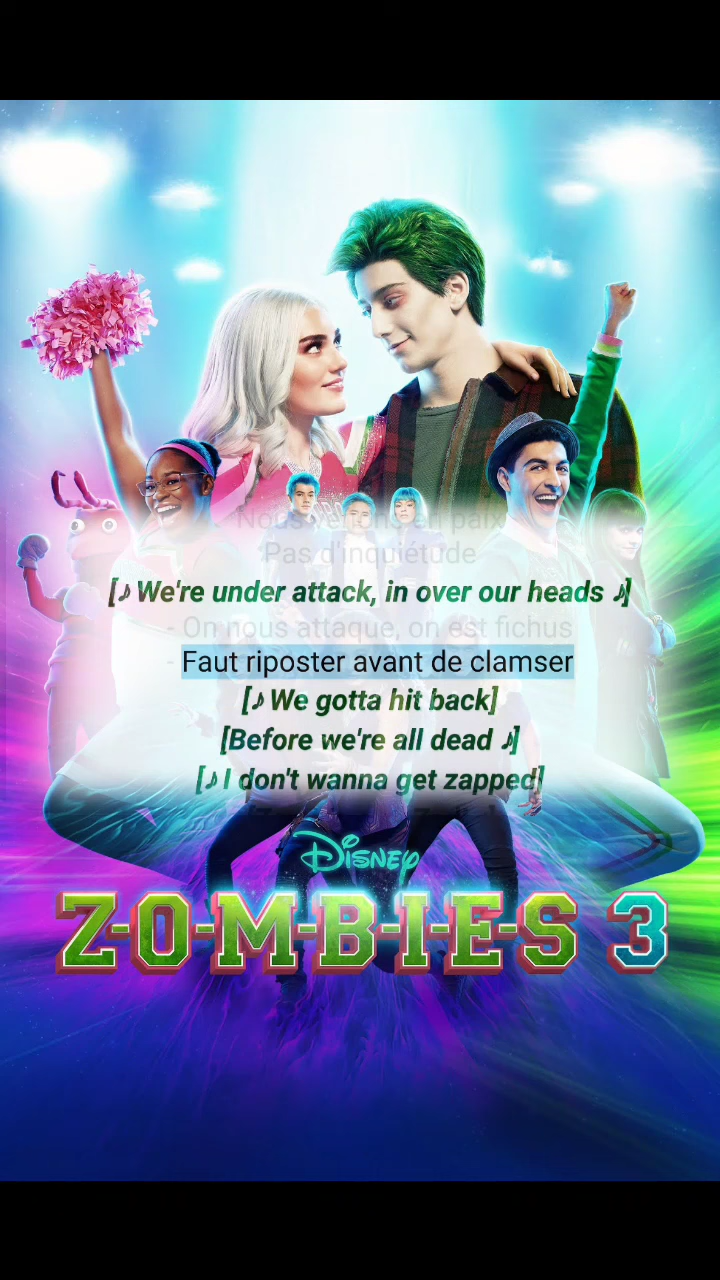 Nous venons en paix
Pas d'inquiétude
[♪ We're under attack, in over our heads ♪]
- On nous attaque, on est fichus
- Faut riposter avant de clamser
[♪ We gotta hit back]
[Before we're all dead ♪]
[♪ I don't wanna get zapped]
Disney
Z-O-M-B-I-E-S 3